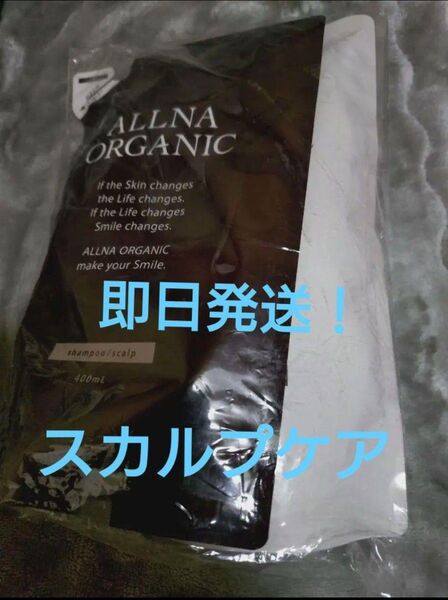 ALLNA
ORGANIC
If the Skin changes
the Life changes.
If the Life changes
Smile changes.
ALLNA ORGANIC
make your Smile.
即日発送！
shampoo/scalp
400mL
スカルプケア